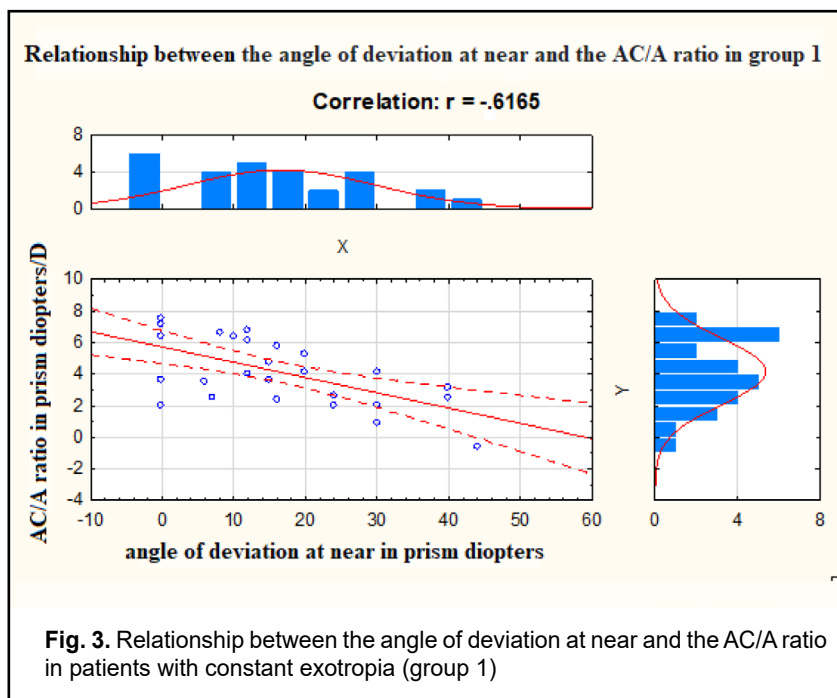 Relationship between the angle of deviation at near and the AC/A ratio in group 1
Correlation: r = -.6165
8
4
0
X
AC/A ratio in prism diopters/D
10
8
6
4
2
0
-2
-4
-10 0 10 20 30 40 50 60
angle of deviation at near in prism diopters
Y
0 4 8
Fig. 3. Relationship between the angle of deviation at near and the AC/A ratio
in patients with constant exotropia (group 1)